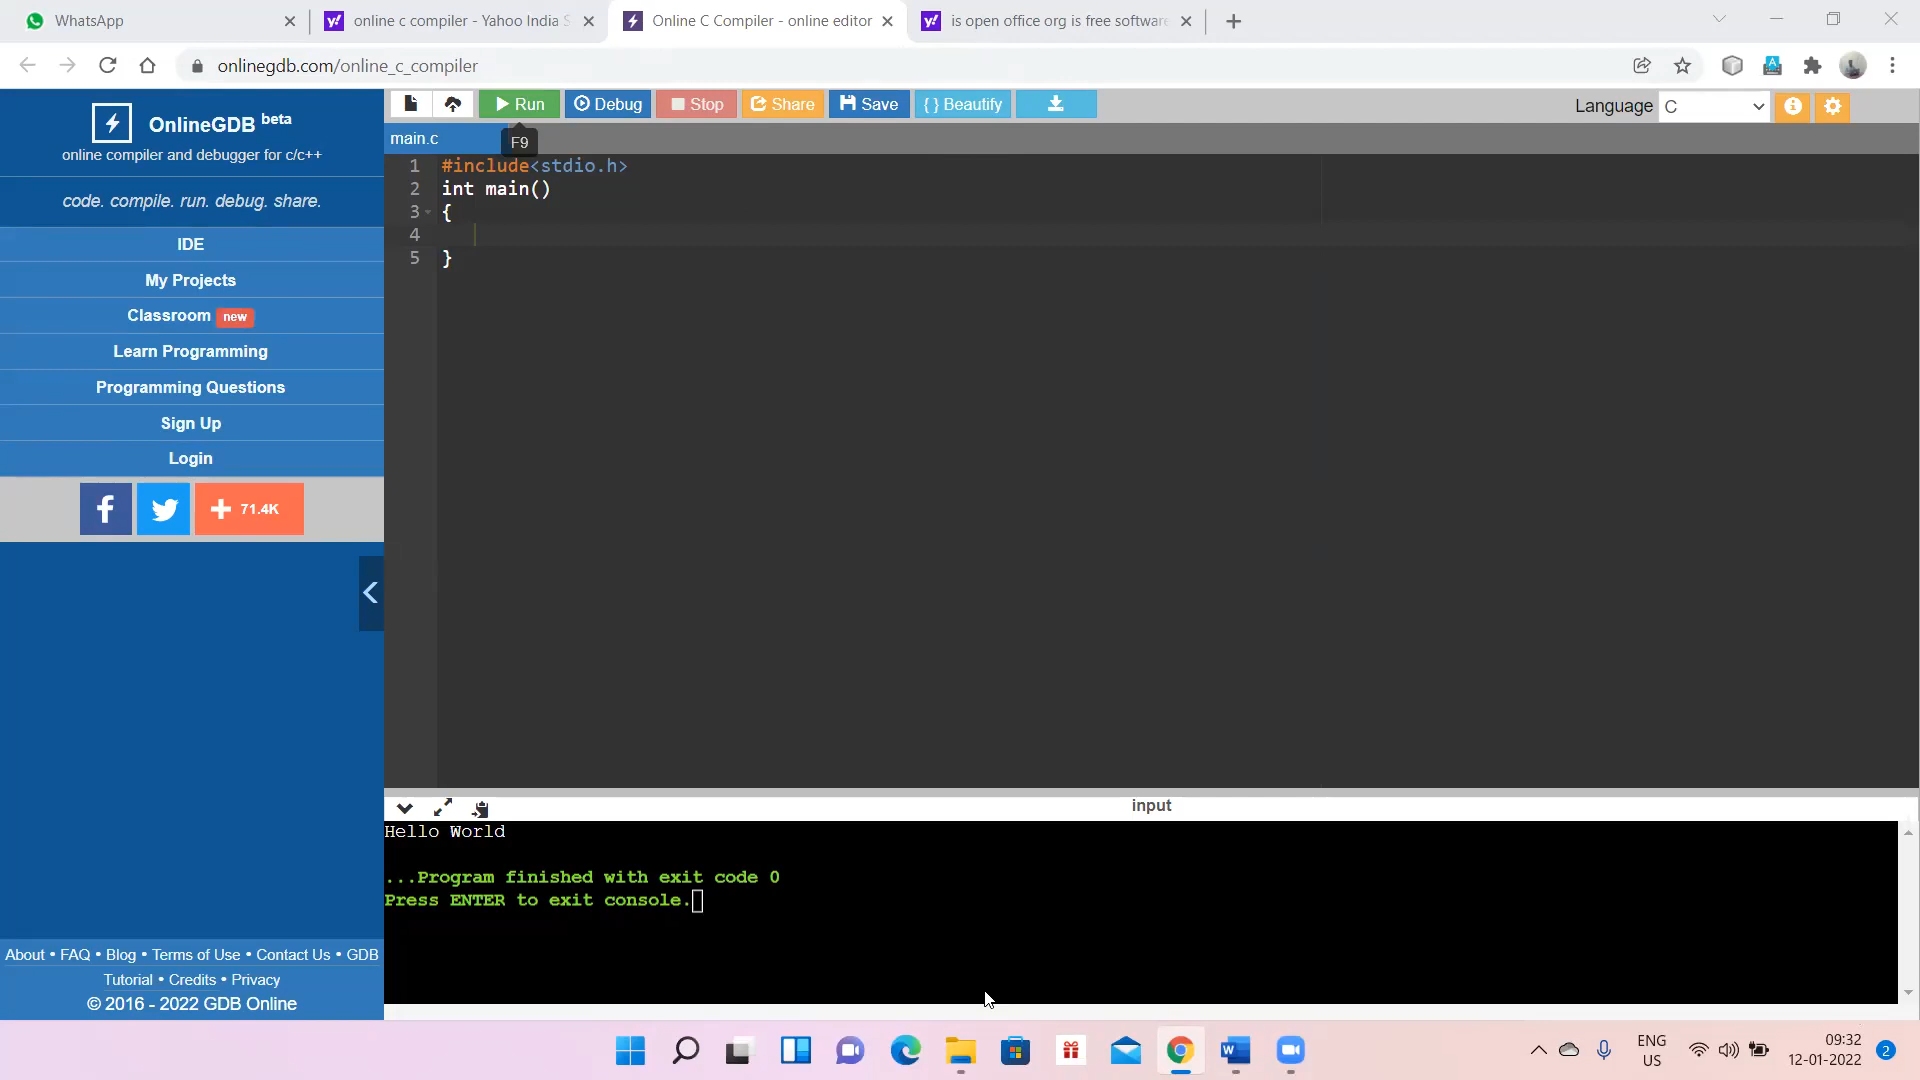 WhatsApp
online c compiler - Yahoo India S
Online C Compiler - online editor
is open office org is free software
onlinegdb.com/online_c_compiler
OnlineGDB beta
online compiler and debugger for c/c++
code. compile. run. debug. share.
IDE
My Projects
Classroom new
Learn Programming
Programming Questions
Sign Up
Login
71.4K
About • FAQ • Blog • Terms of Use • Contact Us • GDB
Tutorial • Credits • Privacy
© 2016 - 2022 GDB Online
Run Debug Stop Share Save { } Beautify
Language C
main.c
F9
1 #include<stdio.h>
2 int main()
3 {
4
5 }
input
Hello World
...Program finished with exit code 0
Press ENTER to exit console.
ENG
US
09:32
12-01-2022
2